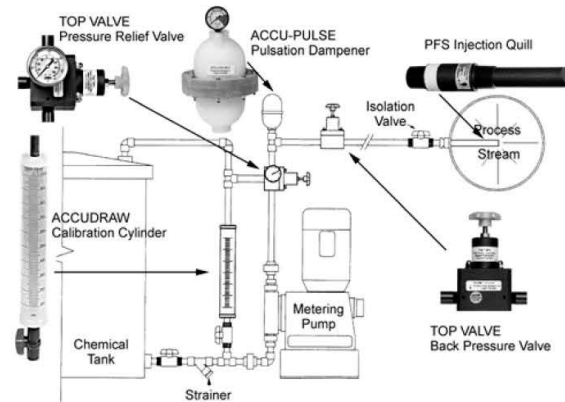 TOP VALVE
Pressure Relief Valve
ACCU-PULSE
Pulsation Dampener
PFS Injection Quill
Isolation
Valve
Process
Stream
ACCUDRAW
Calibration Cylinder
Metering
Pump
TOP VALVE
Back Pressure Valve
Chemical
Tank
Strainer